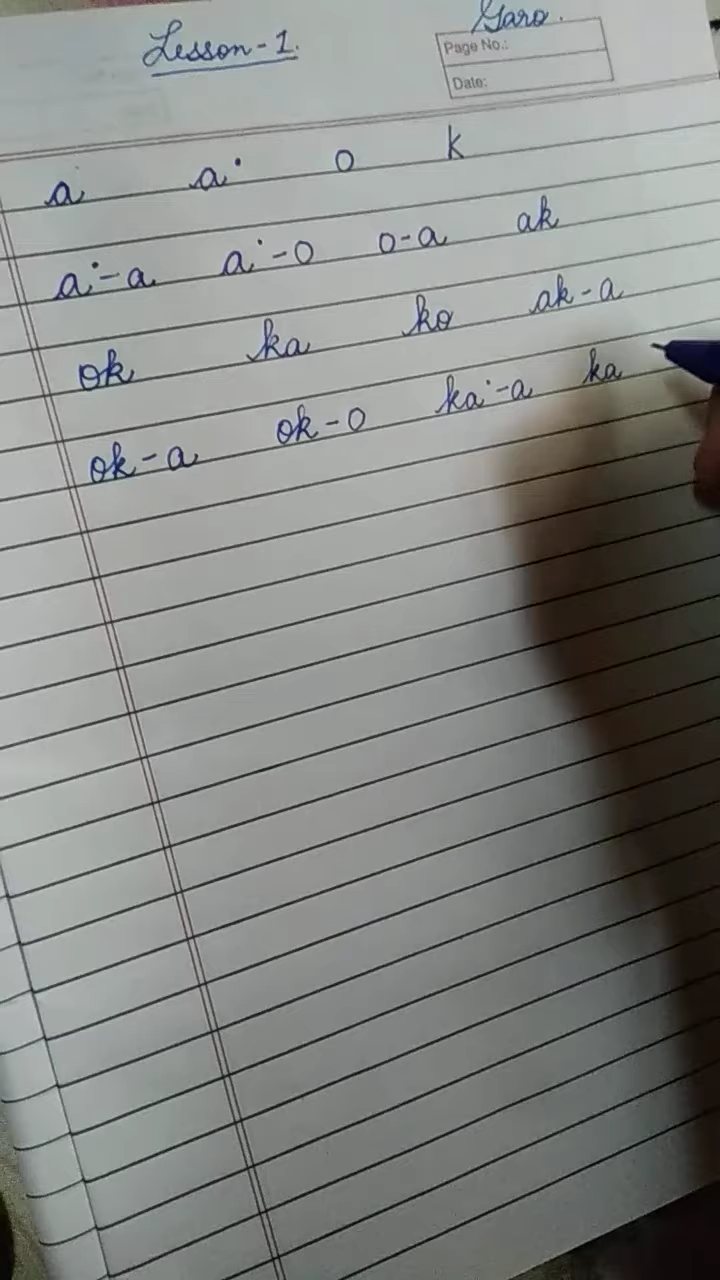 Garo.
Lesson-1.
Page No.:
Date:
a a· o k
a·-a a·-o o-a ak
ok ka ko ak-a
ok-a ok-o ka·-a ka